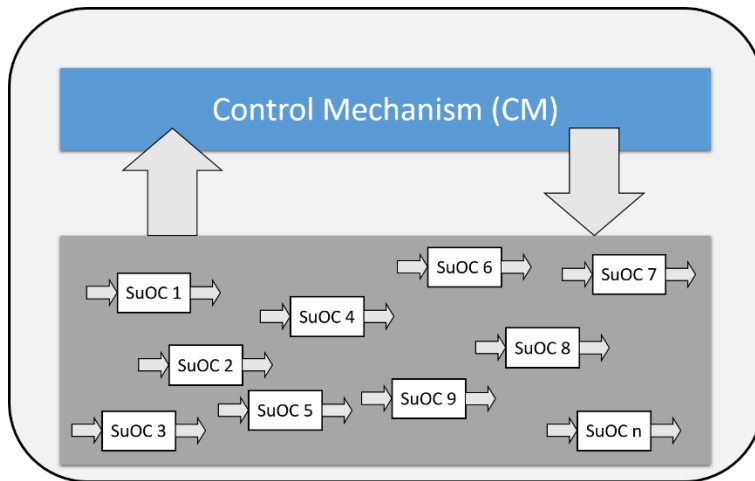 Control Mechanism (CM)
SuOC 1
SuOC 2
SuOC 3
SuOC 4
SuOC 5
SuOC 6
SuOC 7
SuOC 8
SuOC 9
SuOC n